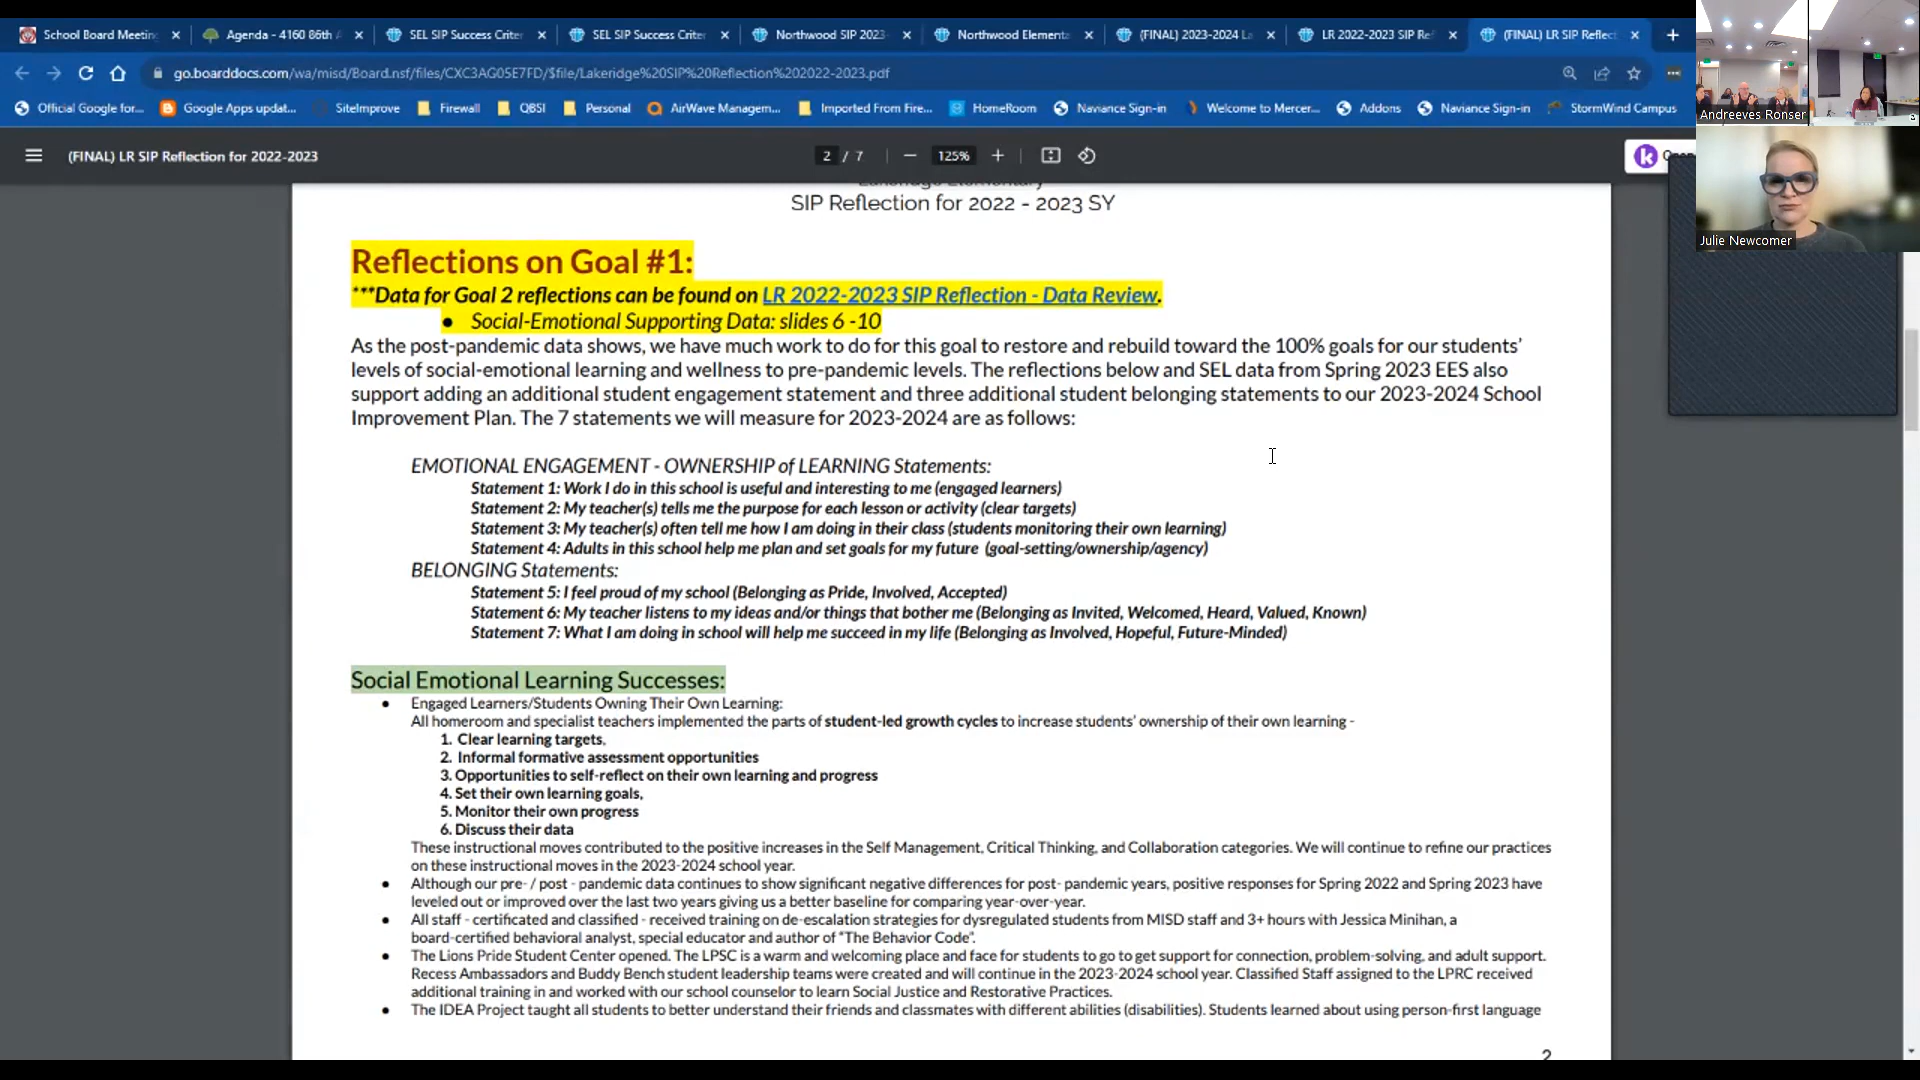 School Board Meetin
Agenda - 4160 86th A
SEL SIP Success Criter
SEL SIP Success Criter
Northwood SIP 2023-
Northwood Elementa
(FINAL) 2023-2024 La
LR 2022-2023 SIP Re
(FINAL) LR SIP Reflect
go.boarddocs.com/wa/misd/Board.nsf/files/CXC3AG05E7FD/$file/Lakeridge%20SIP%20Reflection%202022-2023.pdf
Official Google for...
Google Apps updat...
SiteImprove
Firewall
QBSI
Personal
AirWave Managem...
Imported From Fire...
HomeRoom
Naviance Sign-in
Welcome to Mercer...
Addons
Naviance Sign-in
StormWind Campus
Andreeves Ronser
Julie Newcomer
(FINAL) LR SIP Reflection for 2022-2023
2 / 7
125%
Lakeridge Elementary
SIP Reflection for 2022 - 2023 SY
Reflections on Goal #1:
***Data for Goal 2 reflections can be found on LR 2022-2023 SIP Reflection - Data Review.
● Social-Emotional Supporting Data: slides 6 -10
As the post-pandemic data shows, we have much work to do for this goal to restore and rebuild toward the 100% goals for our students’
levels of social-emotional learning and wellness to pre-pandemic levels. The reflections below and SEL data from Spring 2023 EES also
support adding an additional student engagement statement and three additional student belonging statements to our 2023-2024 School
Improvement Plan. The 7 statements we will measure for 2023-2024 are as follows:
EMOTIONAL ENGAGEMENT - OWNERSHIP of LEARNING Statements:
Statement 1: Work I do in this school is useful and interesting to me (engaged learners)
Statement 2: My teacher(s) tells me the purpose for each lesson or activity (clear targets)
Statement 3: My teacher(s) often tell me how I am doing in their class (students monitoring their own learning)
Statement 4: Adults in this school help me plan and set goals for my future (goal-setting/ownership/agency)
BELONGING Statements:
Statement 5: I feel proud of my school (Belonging as Pride, Involved, Accepted)
Statement 6: My teacher listens to my ideas and/or things that bother me (Belonging as Invited, Welcomed, Heard, Valued, Known)
Statement 7: What I am doing in school will help me succeed in my life (Belonging as Involved, Hopeful, Future-Minded)
Social Emotional Learning Successes:
● Engaged Learners/Students Owning Their Own Learning:
All homeroom and specialist teachers implemented the parts of student-led growth cycles to increase students’ ownership of their own learning -
1. Clear learning targets,
2. Informal formative assessment opportunities
3. Opportunities to self-reflect on their own learning and progress
4. Set their own learning goals,
5. Monitor their own progress
6. Discuss their data
These instructional moves contributed to the positive increases in the Self Management, Critical Thinking, and Collaboration categories. We will continue to refine our practices
on these instructional moves in the 2023-2024 school year.
● Although our pre- / post - pandemic data continues to show significant negative differences for post- pandemic years, positive responses for Spring 2022 and Spring 2023 have
leveled out or improved over the last two years giving us a better baseline for comparing year-over-year.
● All staff - certificated and classified - received training on de-escalation strategies for dysregulated students from MISD staff and 3+ hours with Jessica Minihan, a
board-certified behavioral analyst, special educator and author of “The Behavior Code”.
● The Lions Pride Student Center opened. The LPSC is a warm and welcoming place and face for students to go to get support for connection, problem-solving, and adult support.
Recess Ambassadors and Buddy Bench student leadership teams were created and will continue in the 2023-2024 school year. Classified Staff assigned to the LPRC received
additional training in and worked with our school counselor to learn Social Justice and Restorative Practices.
● The IDEA Project taught all students to better understand their friends and classmates with different abilities (disabilities). Students learned about using person-first language
2